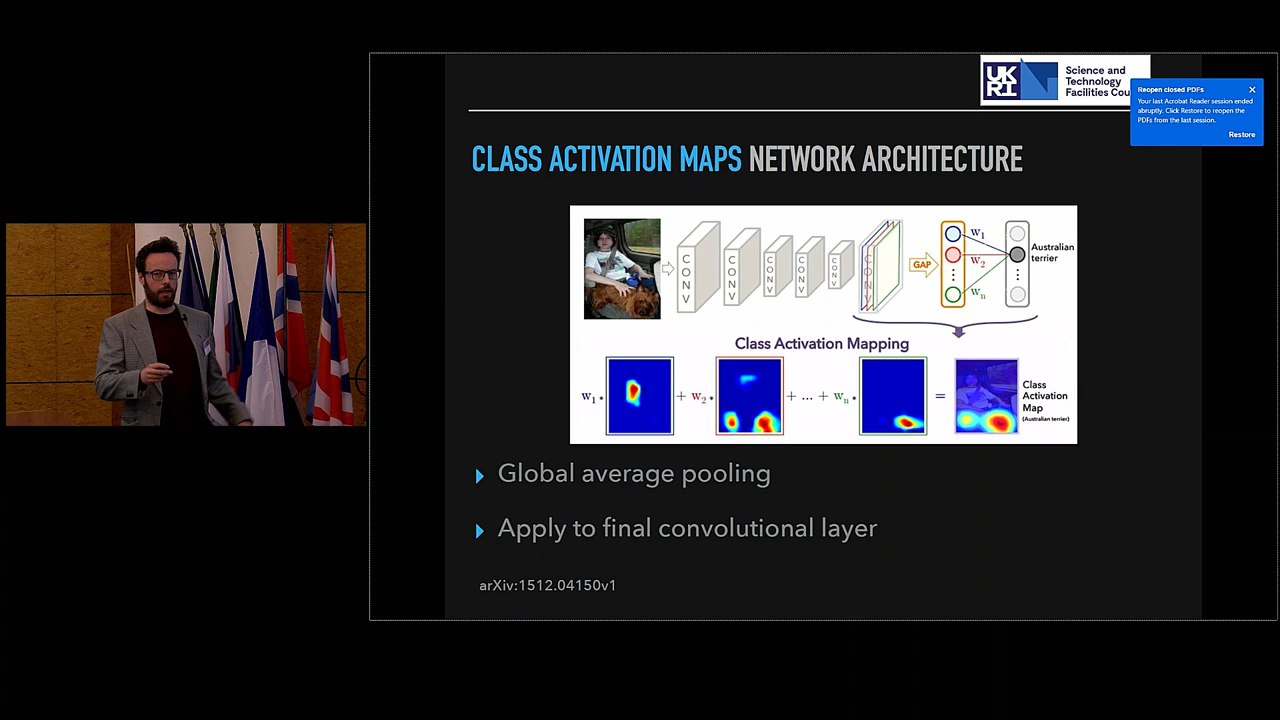 UK
RI
Science and
Technology
Facilities Cou
Reopen closed PDFs
Your last Acrobat Reader session ended
abruptly. Click Restore to reopen the
PDFs from the last session.
Restore
CLASS ACTIVATION MAPS NETWORK ARCHITECTURE
CONV
CONV
CONV
CONV
CONV
CONV
GAP
w1
w2
wn
Australian
terrier
Class Activation Mapping
w1 * + w2 * + ... + wn * =
Class
Activation
Map
(Australian terrier)
Global average pooling
Apply to final convolutional layer
arXiv:1512.04150v1